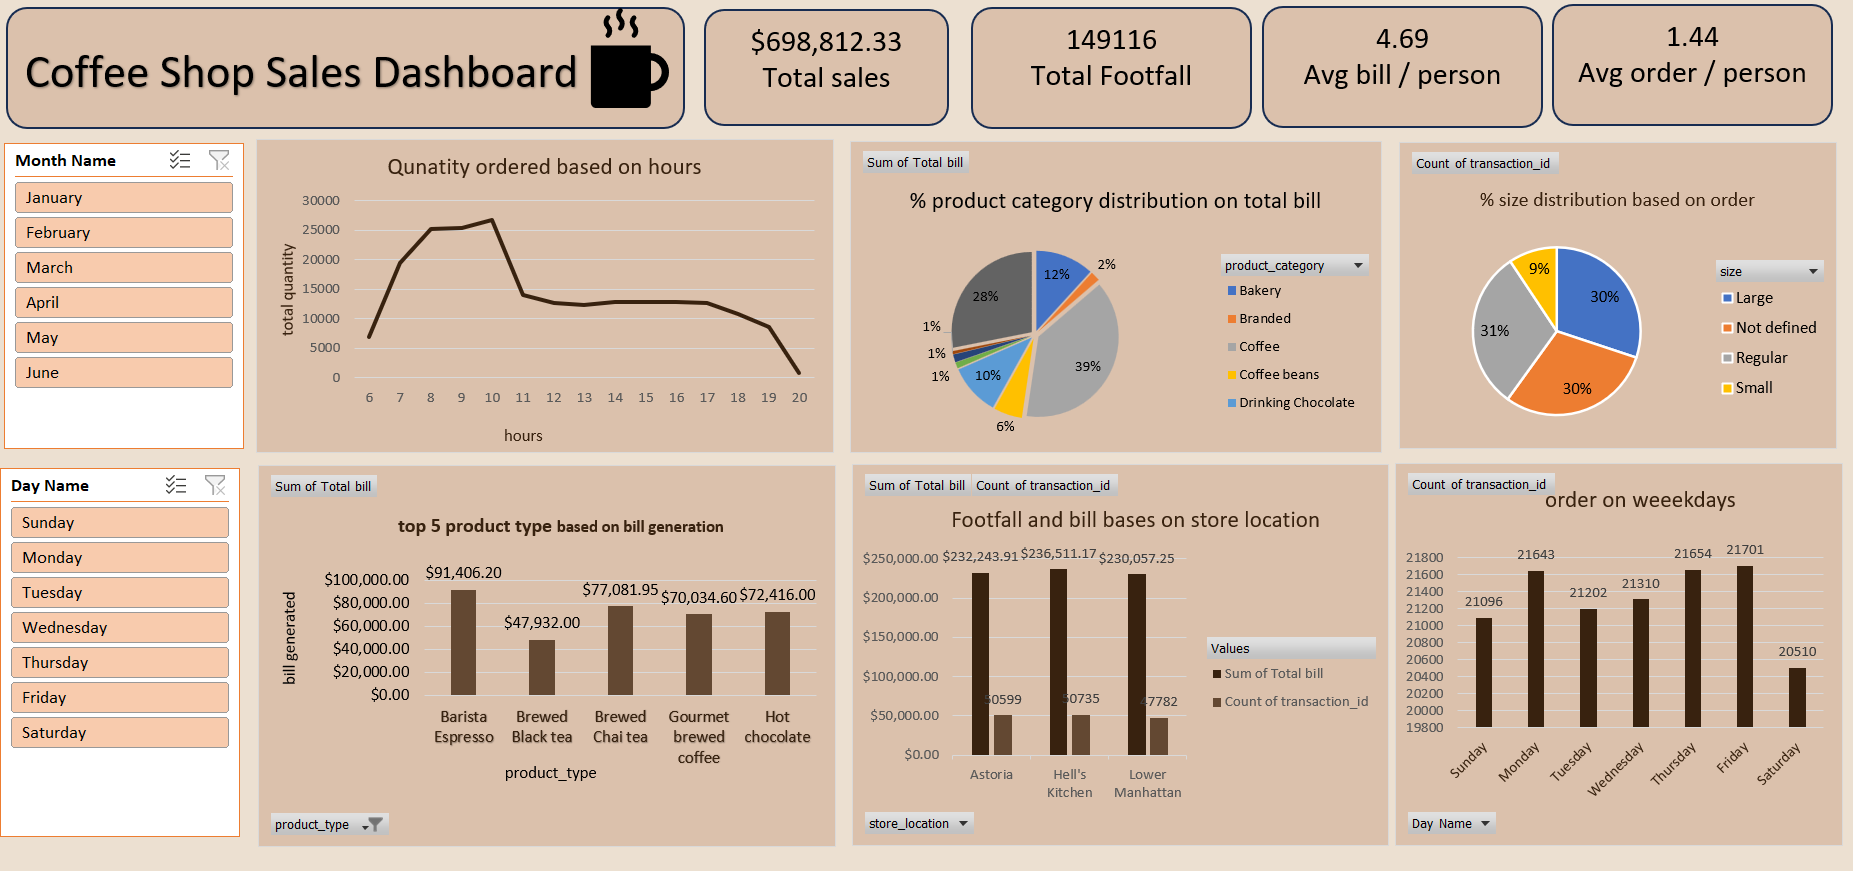 Coffee Shop Sales Dashboard
$698,812.33
Total sales
149116
Total Footfall
4.69
Avg bill / person
1.44
Avg order / person
Month Name
January
February
March
April
May
June
Qunatity ordered based on hours
total quantity
30000
25000
20000
15000
10000
5000
0
6 7 8 9 10 11 12 13 14 15 16 17 18 19 20
hours
Sum of Total bill
% product category distribution on total bill
12%
2%
39%
6%
10%
1%
1%
1%
28%
product_category
Bakery
Branded
Coffee
Coffee beans
Drinking Chocolate
Count of transaction_id
% size distribution based on order
30%
30%
31%
9%
size
Large
Not defined
Regular
Small
Day Name
Sunday
Monday
Tuesday
Wednesday
Thursday
Friday
Saturday
Sum of Total bill
top 5 product type based on bill generation
bill generated
$100,000.00
$80,000.00
$60,000.00
$40,000.00
$20,000.00
$0.00
$91,406.20
$47,932.00
$77,081.95
$70,034.60
$72,416.00
Barista
Espresso
Brewed
Black tea
Brewed
Chai tea
Gourmet
brewed
coffee
Hot
chocolate
product_type
product_type
Sum of Total bill
Count of transaction_id
Footfall and bill bases on store location
$250,000.00
$200,000.00
$150,000.00
$100,000.00
$50,000.00
$0.00
$232,243.91
$236,511.17
$230,057.25
50599
50735
47782
Astoria
Hell's
Kitchen
Lower
Manhattan
Values
Sum of Total bill
Count of transaction_id
store_location
Count of transaction_id
order on weeekdays
21800
21600
21400
21200
21000
20800
20600
20400
20200
20000
19800
21096
21643
21202
21310
21654
21701
20510
Sunday
Monday
Tuesday
Wednesday
Thursday
Friday
Saturday
Day Name